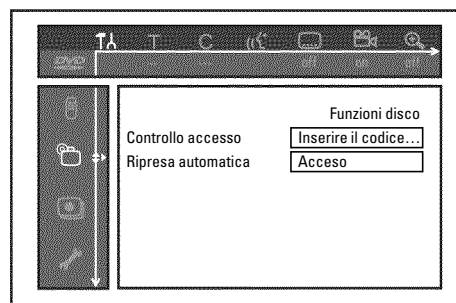 T C
DVD off on off
Funzioni disco
Controllo accesso Inserire il codice...
Ripresa automatica Acceso